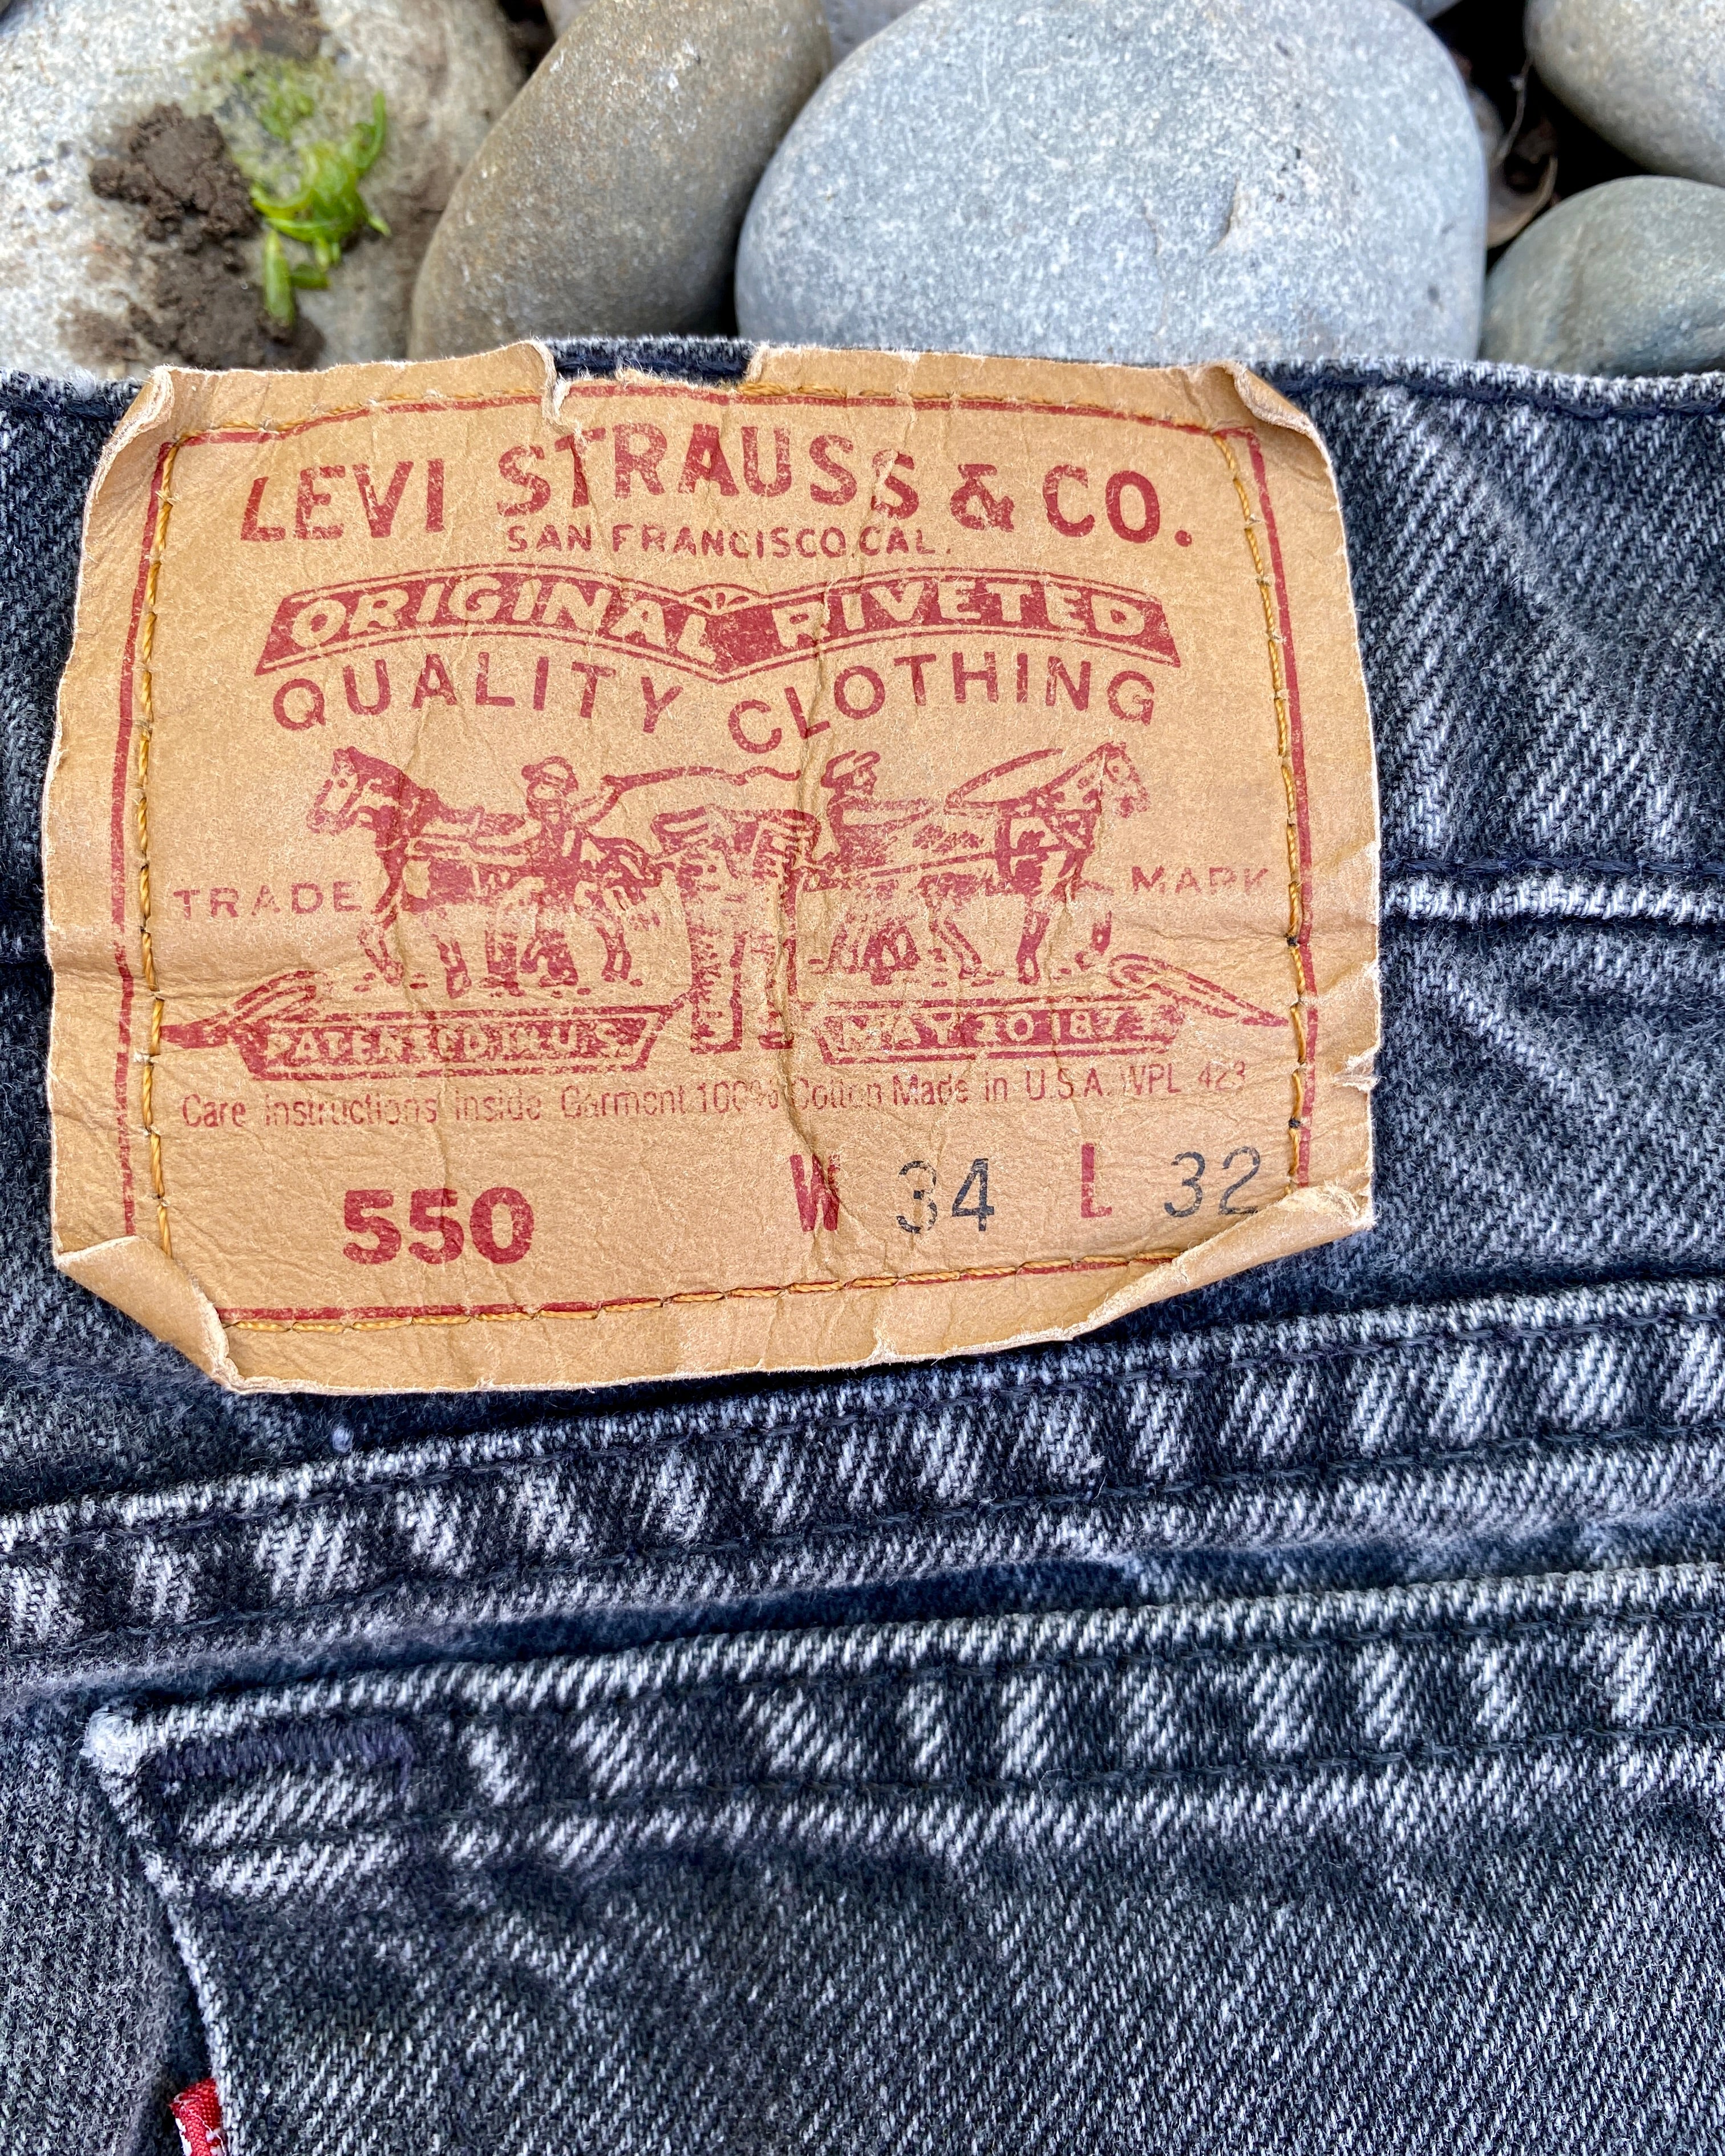 LEVI STRAUSS & CO.
SAN FRANCISCO, CAL.
ORIGINAL RIVETED
QUALITY CLOTHING
TRADE MARK
PATENTED IN U.S. MAY 20 1873
Care instructions inside Garment 100% Cotton Made in U.S.A. WPL 423
550 W 34 L 32